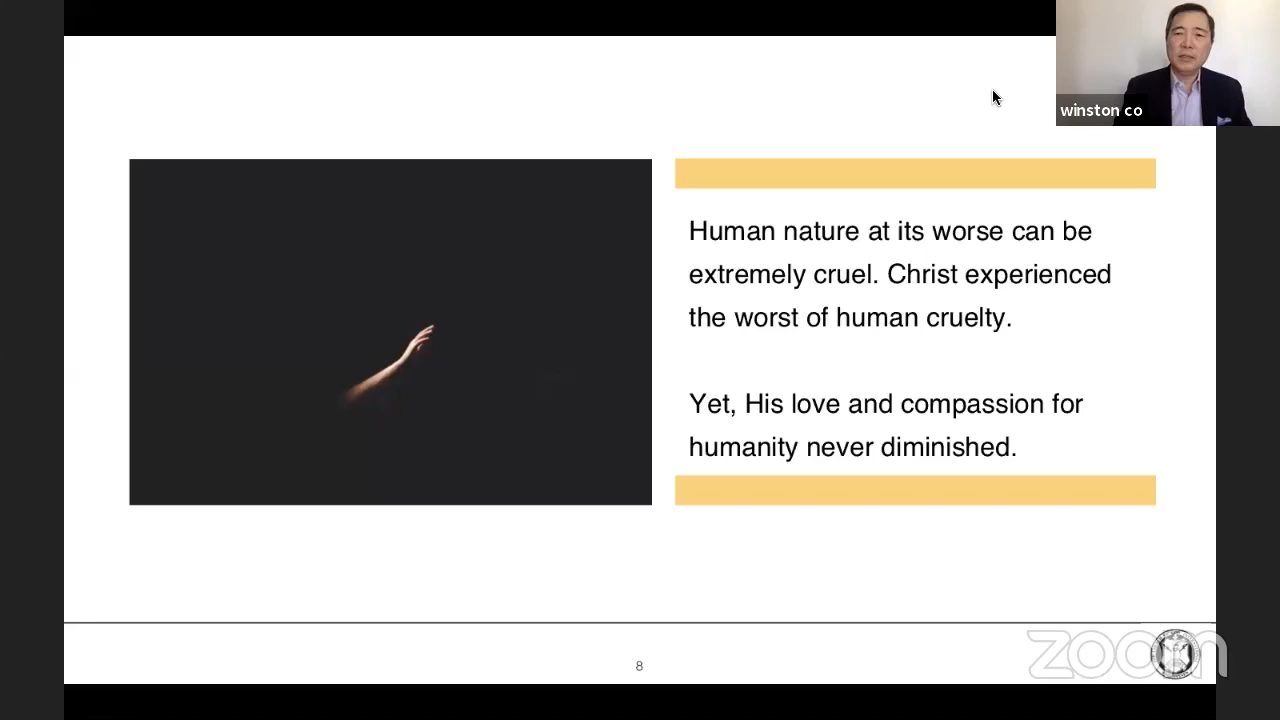 winston co
Human nature at its worse can be
extremely cruel. Christ experienced
the worst of human cruelty.
Yet, His love and compassion for
humanity never diminished.
8
zoom